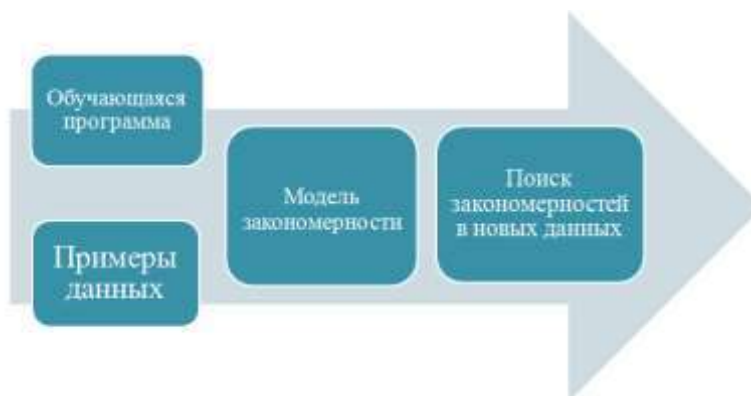 Обучающаяся
программа
Примеры
данных
Модель
закономерности
Поиск
закономерностей
в новых данных